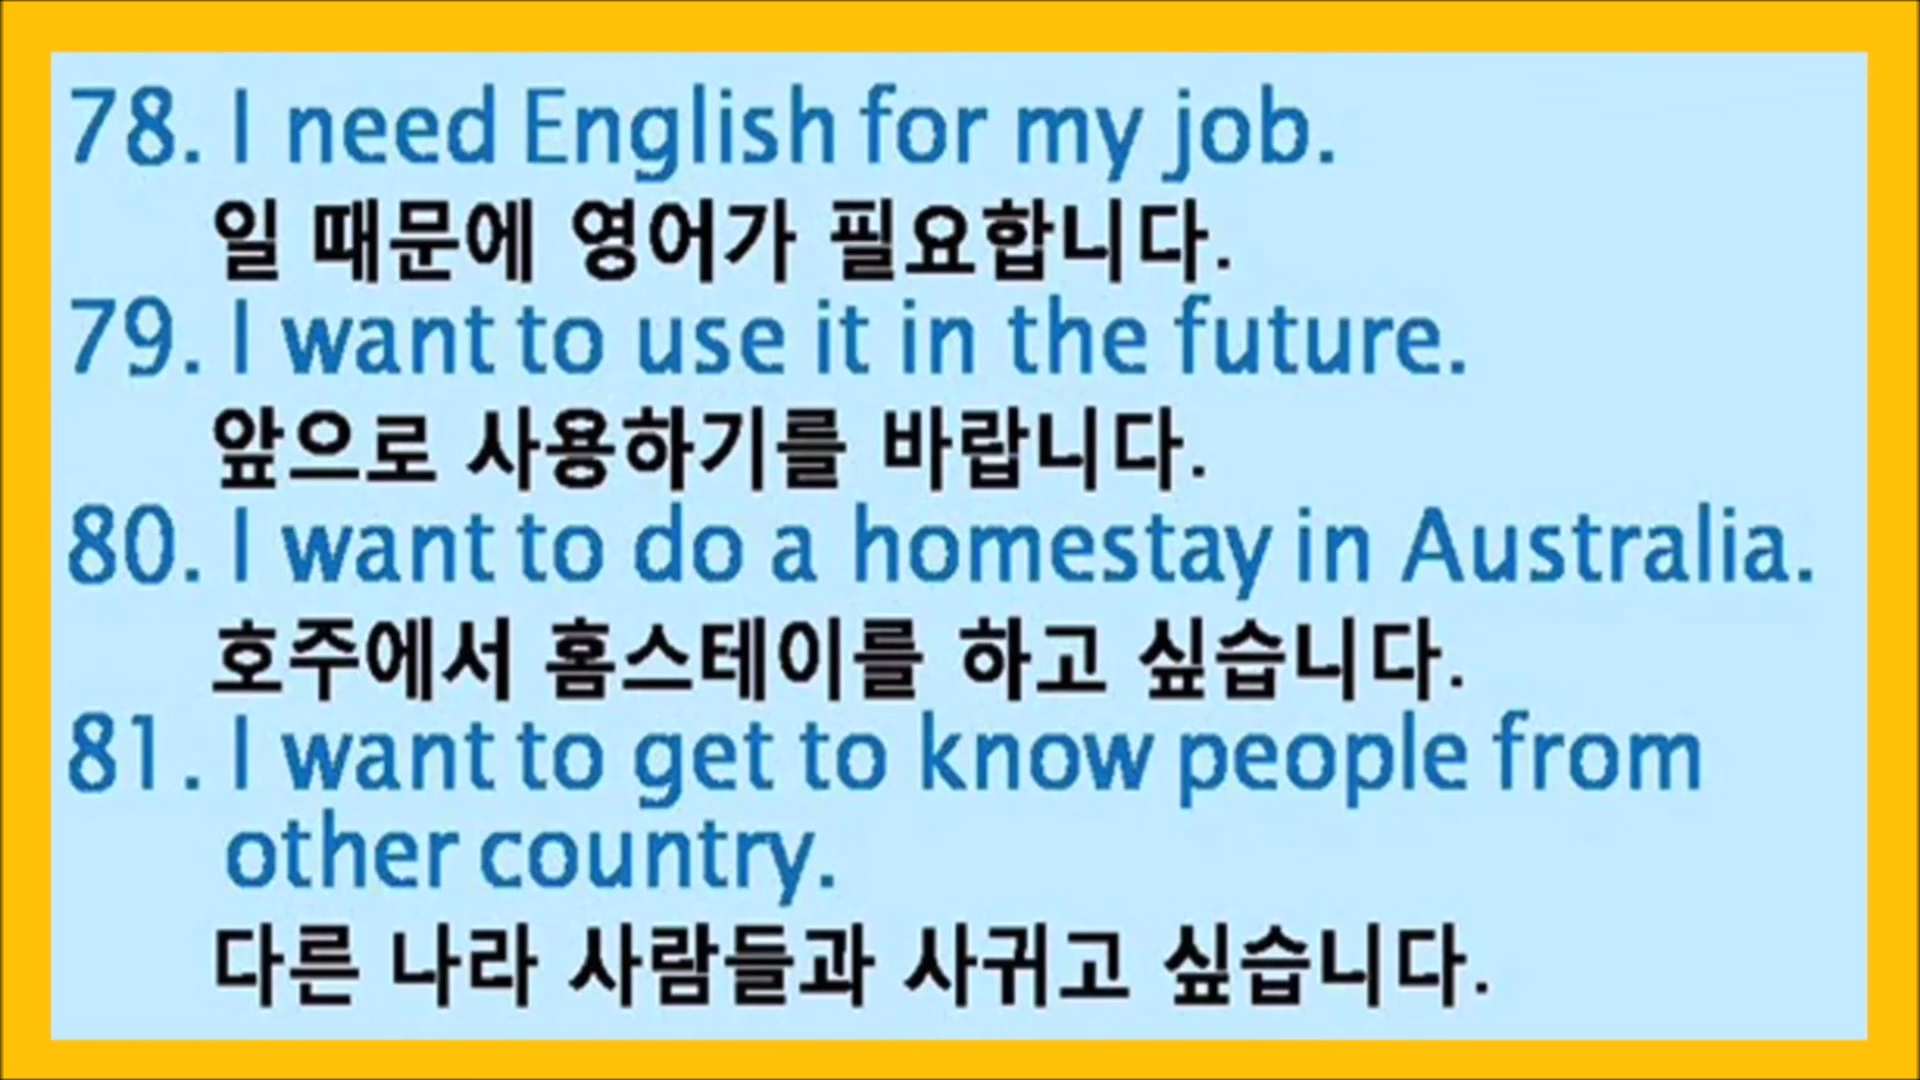 78. I need English for my job.
일 때문에 영어가 필요합니다.
79. I want to use it in the future.
앞으로 사용하기를 바랍니다.
80. I want to do a homestay in Australia.
호주에서 홈스테이를 하고 싶습니다.
81. I want to get to know people from
other country.
다른 나라 사람들과 사귀고 싶습니다.